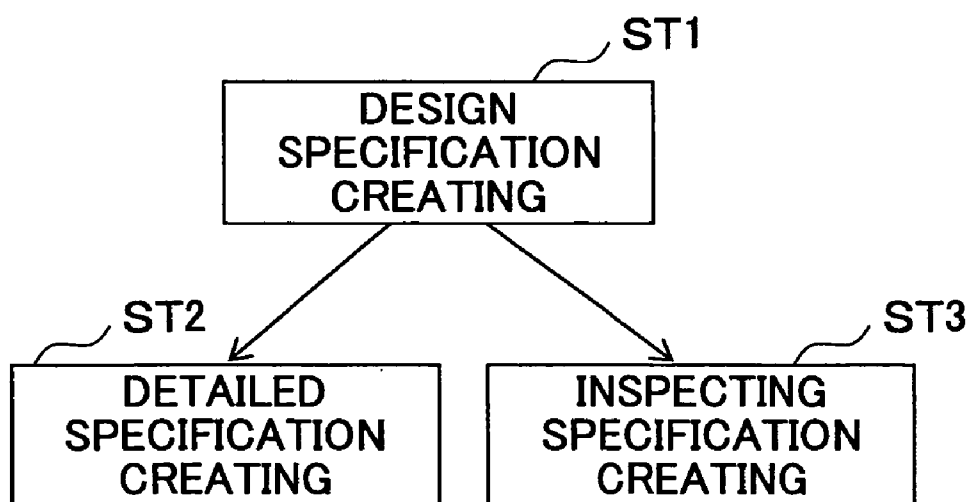 ST1
DESIGN
SPECIFICATION
CREATING
ST2
DETAILED
SPECIFICATION
CREATING
ST3
INSPECTING
SPECIFICATION
CREATING